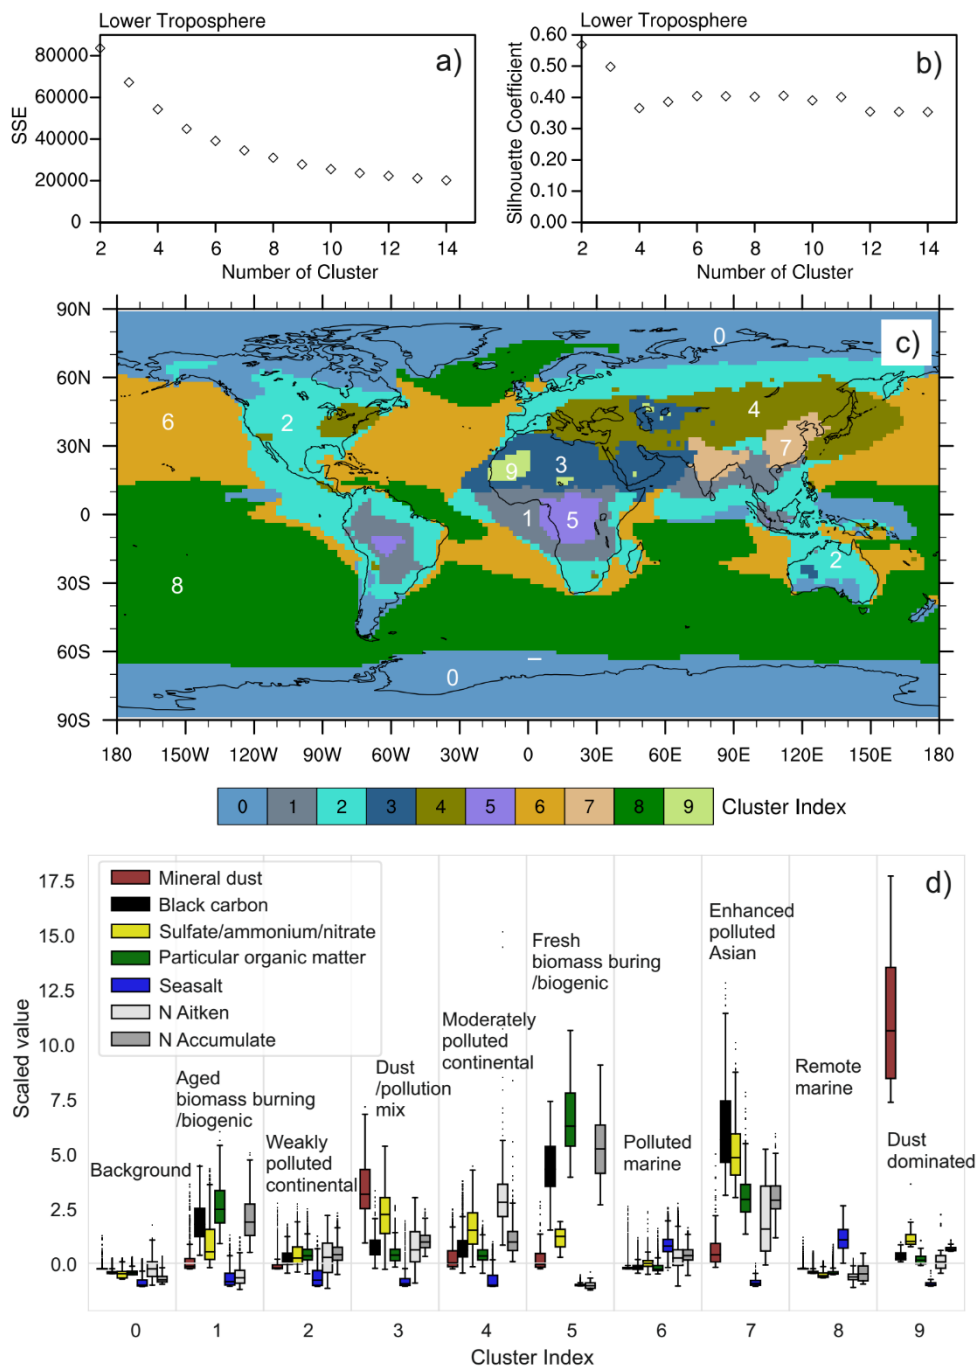 Lower Troposphere
a)
80000
60000
40000
20000
0
SSE
2 4 6 8 10 12 14
Number of Cluster
Lower Troposphere
b)
0.60
0.50
0.40
0.30
0.20
0.10
0.00
Silhouette Coefficient
2 4 6 8 10 12 14
Number of Cluster
c)
90N
60N
30N
0
30S
60S
90S
0
6
2
4
7
9
3
1
5
2
8
0
180 150W 120W 90W 60W 30W 0 30E 60E 90E 120E 150E 180
0 1 2 3 4 5 6 7 8 9 Cluster Index
d)
17.5
15.0
12.5
10.0
7.5
5.0
2.5
0.0
Scaled value
Mineral dust
Black carbon
Sulfate/ammonium/nitrate
Particular organic matter
Seasalt
N Aitken
N Accumulate
Background
Aged
biomass burning
/biogenic
Weakly
polluted
continental
Dust
/pollution
mix
Moderately
polluted
continental
Fresh
biomass buring
/biogenic
Polluted
marine
Enhanced
polluted
Asian
Remote
marine
Dust
dominated
0 1 2 3 4 5 6 7 8 9
Cluster Index